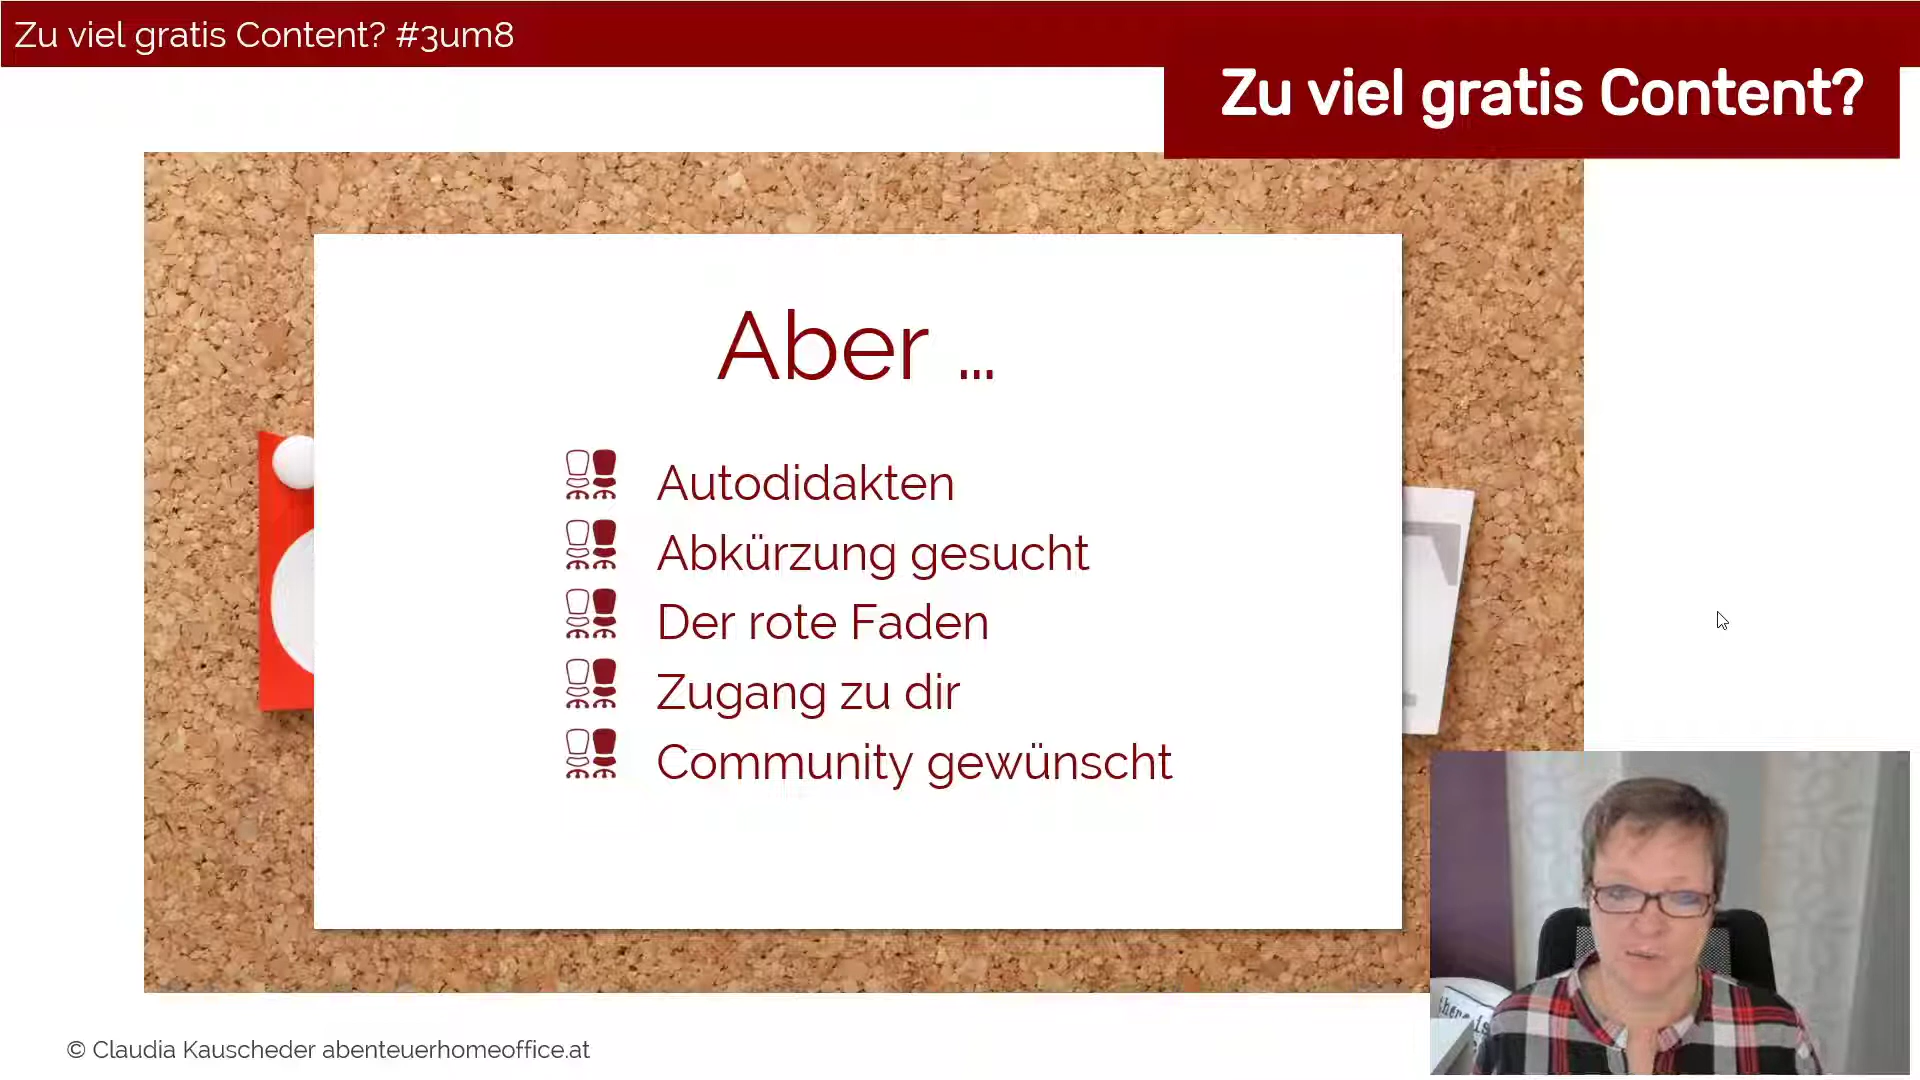 Zu viel gratis Content? #3um8
Zu viel gratis Content?
Aber ...
Autodidakten
Abkürzung gesucht
Der rote Faden
Zugang zu dir
Community gewünscht
© Claudia Kauscheder abenteuerhomeoffice.at